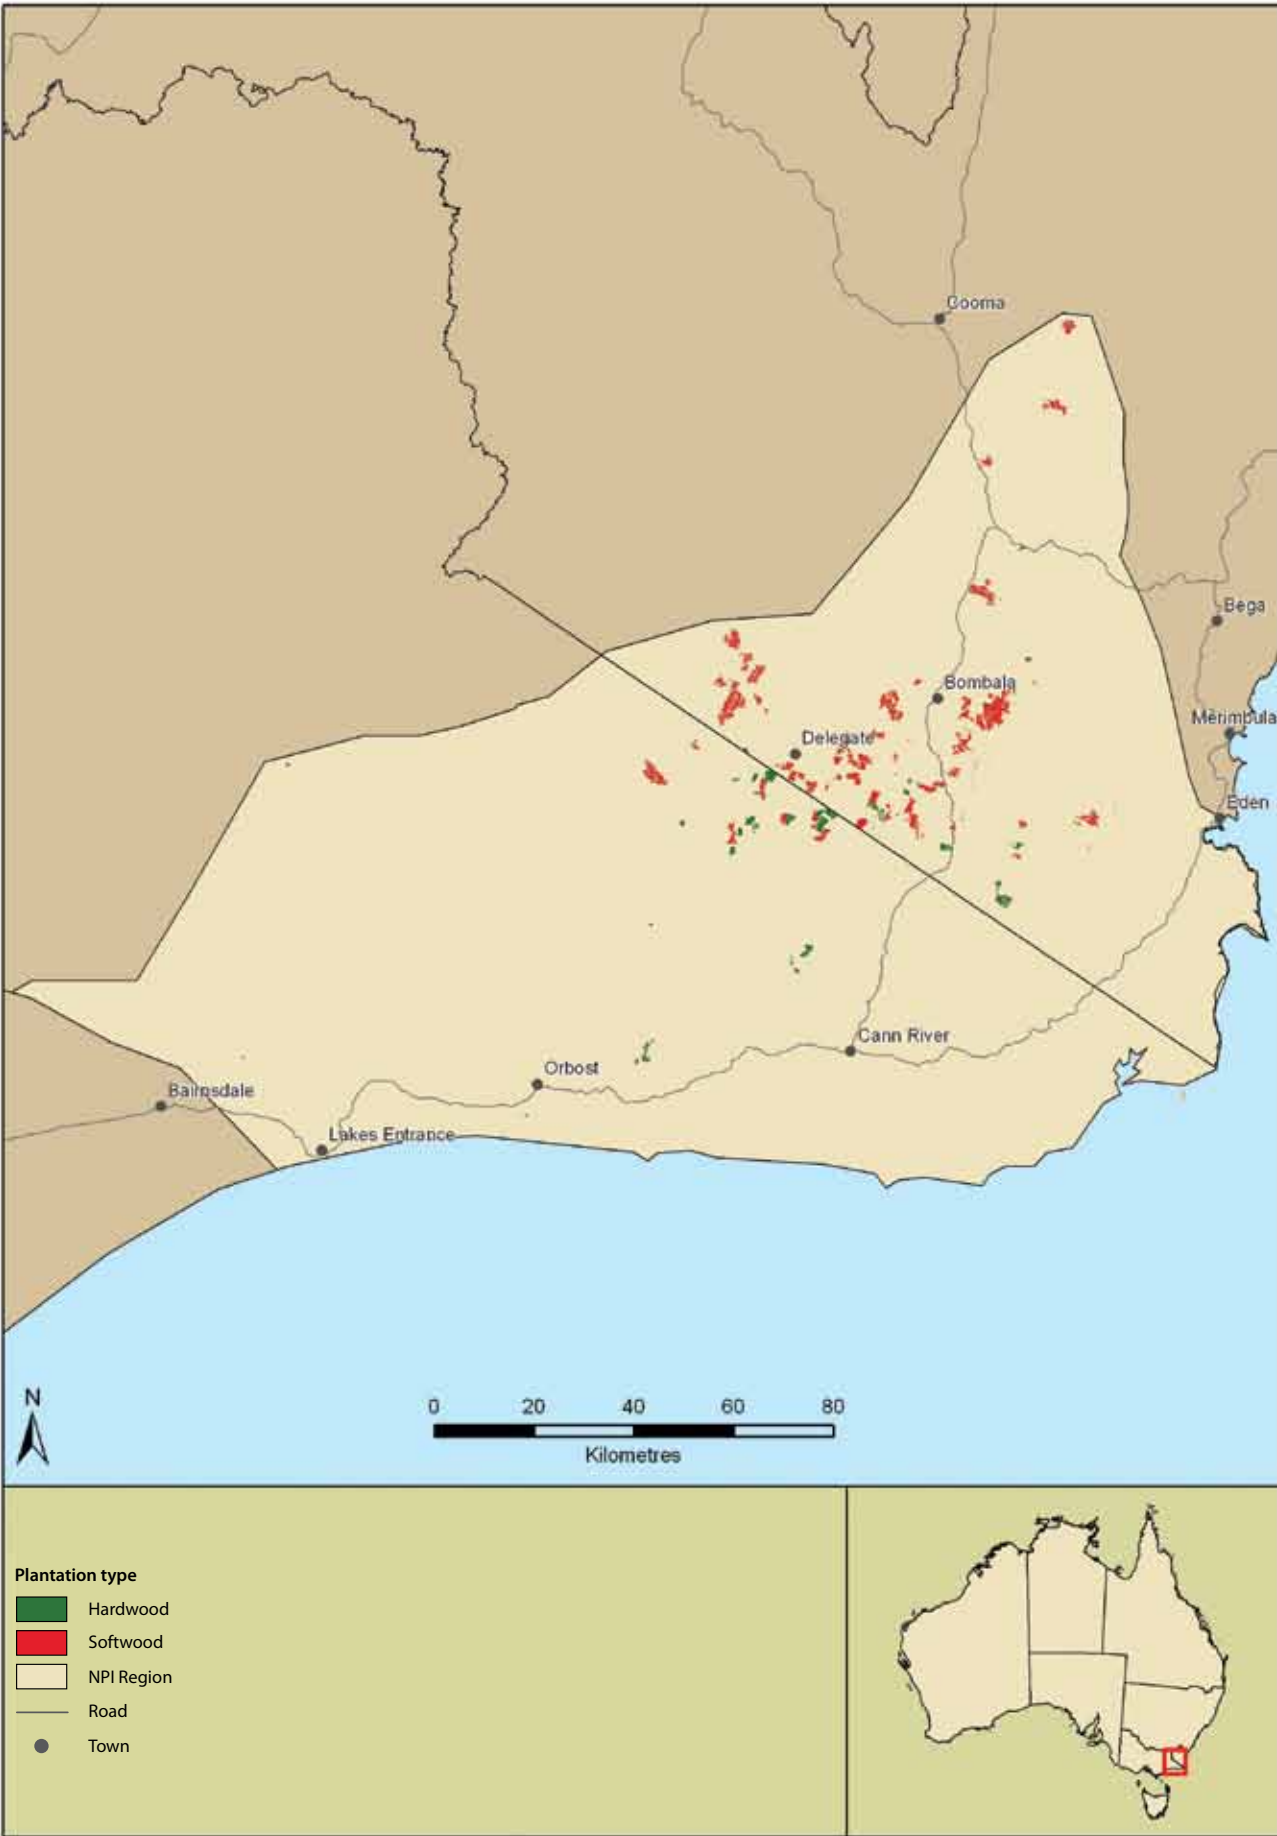 Cooma
Bega
Bombala
Merimbula
Delegate
Eden
Cann River
Orbost
Bairnsdale
Lakes Entrance
N
0 20 40 60 80
Kilometres
Plantation type
Hardwood
Softwood
NPI Region
Road
Town